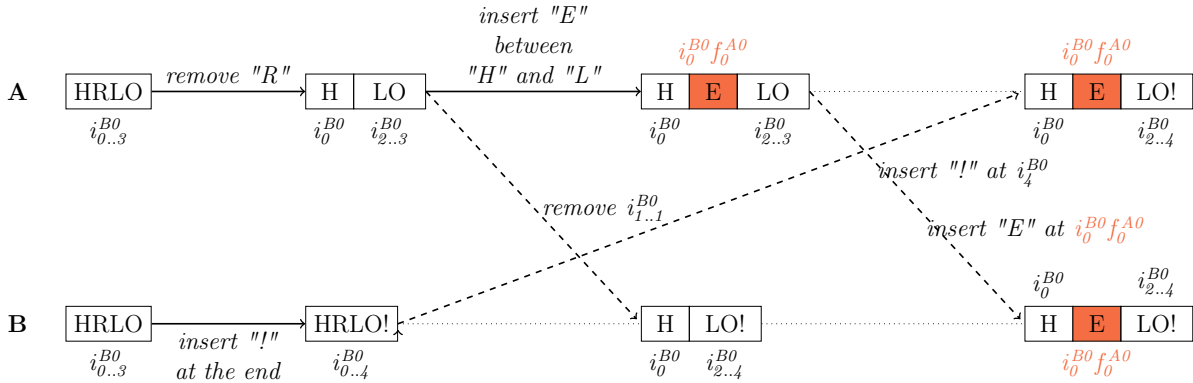 insert "E"
between
"H" and "L"
remove "R"
i_0^{B0}f_0^{A0}
i_0^{B0}f_0^{A0}
A HRLO H LO H E LO H E LO!
i_{0..3}^{B0} i_0^{B0} i_{2..3}^{B0} i_0^{B0} i_{2..3}^{B0} i_0^{B0} i_{2..4}^{B0}
insert "!" at i_4^{B0}
remove i_{1..1}^{B0}
insert "E" at i_0^{B0}f_0^{A0}
i_0^{B0} i_{2..4}^{B0}
B HRLO HRLO! H LO! H E LO!
insert "!"
at the end
i_{0..3}^{B0} i_{0..4}^{B0} i_0^{B0} i_{2..4}^{B0} i_0^{B0}f_0^{A0}